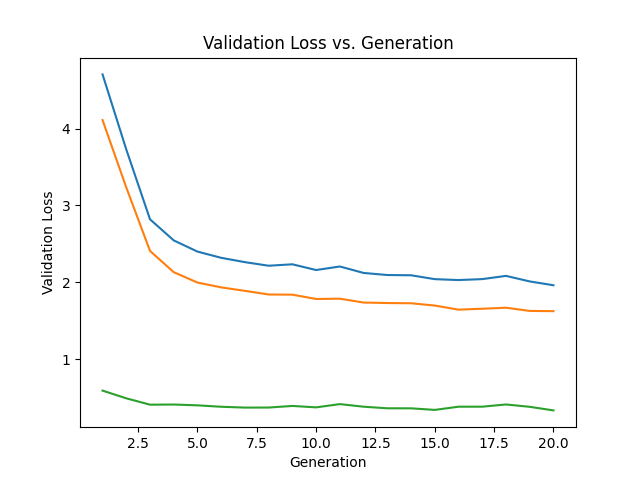 Validation Loss vs. Generation
Validation Loss
4
3
2
1
2.5 5.0 7.5 10.0 12.5 15.0 17.5 20.0
Generation